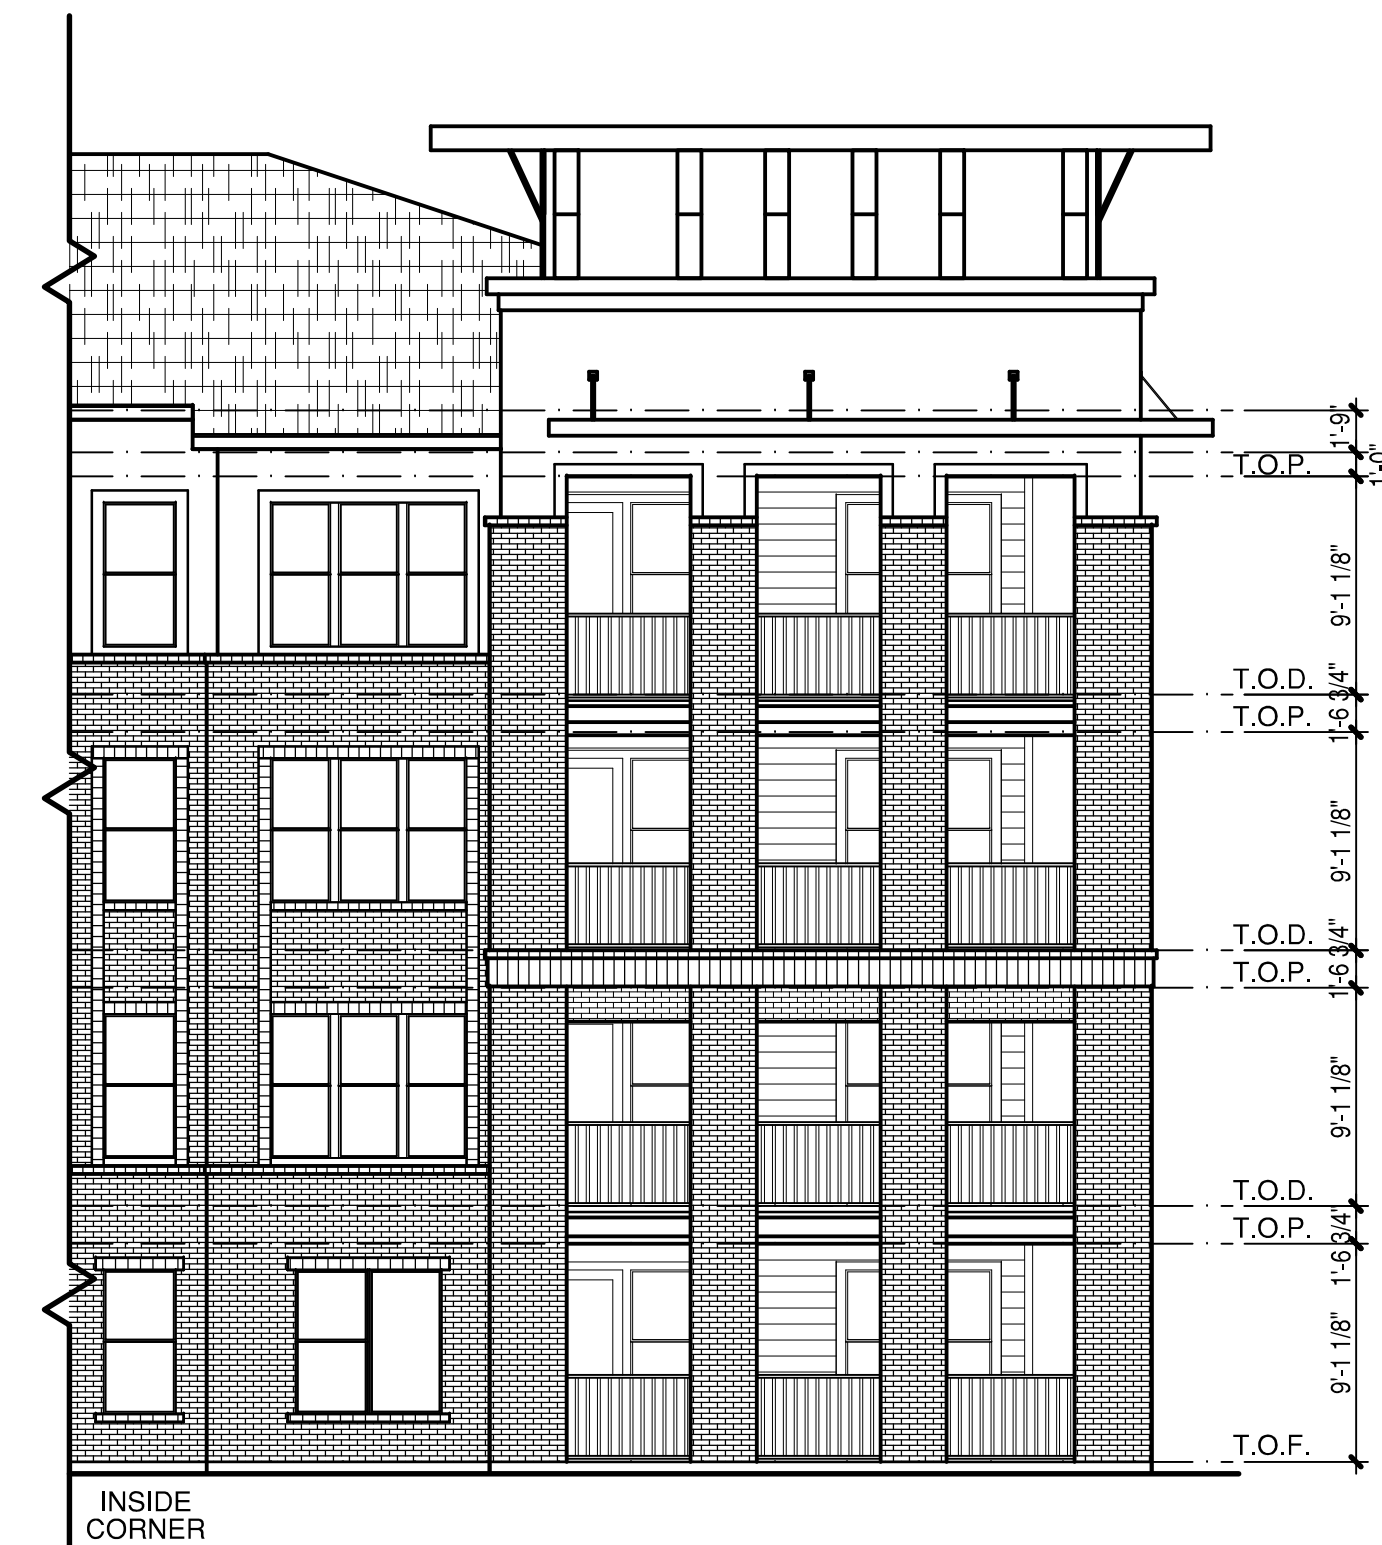 1'-9"
1'-0"
T.O.P.
9'-1 1/8"
T.O.D.
1'-6 3/4"
T.O.P.
9'-1 1/8"
T.O.D.
1'-6 3/4"
T.O.P.
9'-1 1/8"
T.O.D.
1'-6 3/4"
T.O.P.
9'-1 1/8"
T.O.F.
INSIDE
CORNER